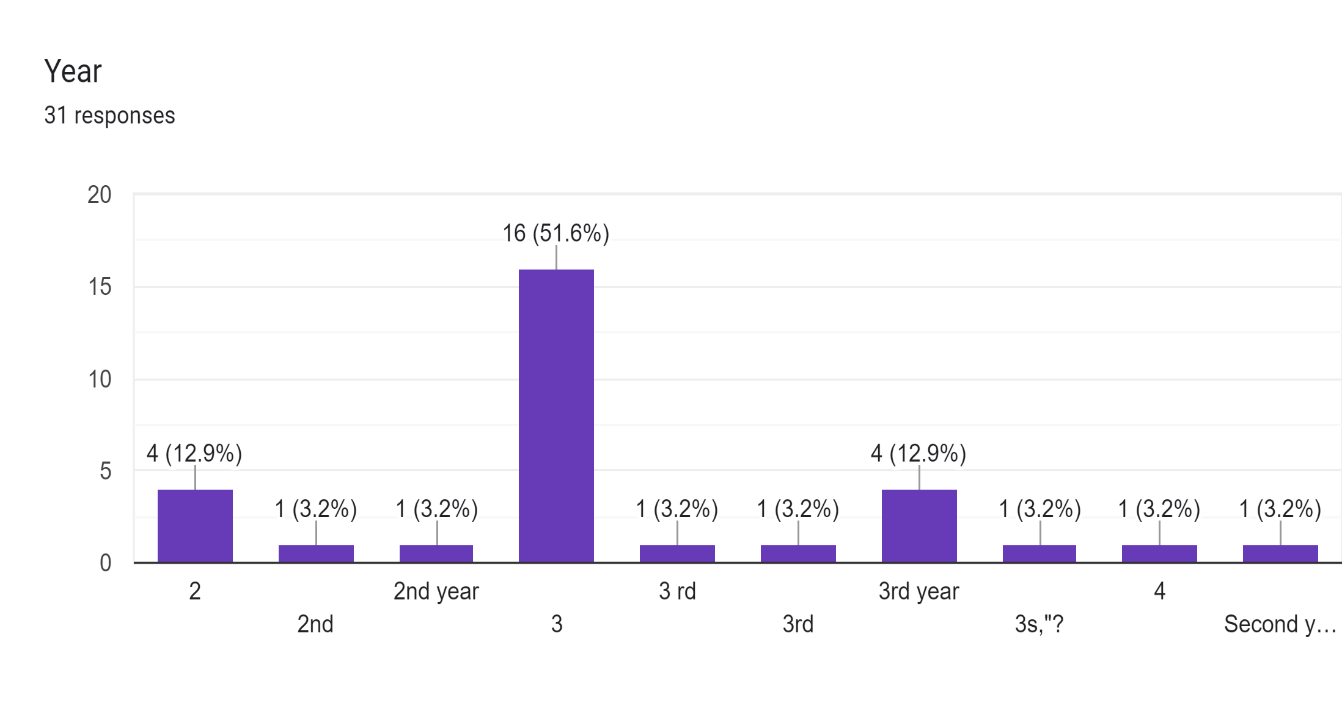 Year
31 responses
20
15
10
5
0
4 (12.9%)
1 (3.2%)
1 (3.2%)
16 (51.6%)
1 (3.2%)
1 (3.2%)
4 (12.9%)
1 (3.2%)
1 (3.2%)
1 (3.2%)
2
2nd
2nd year
3
3 rd
3rd
3rd year
3s,"?
4
Second y…